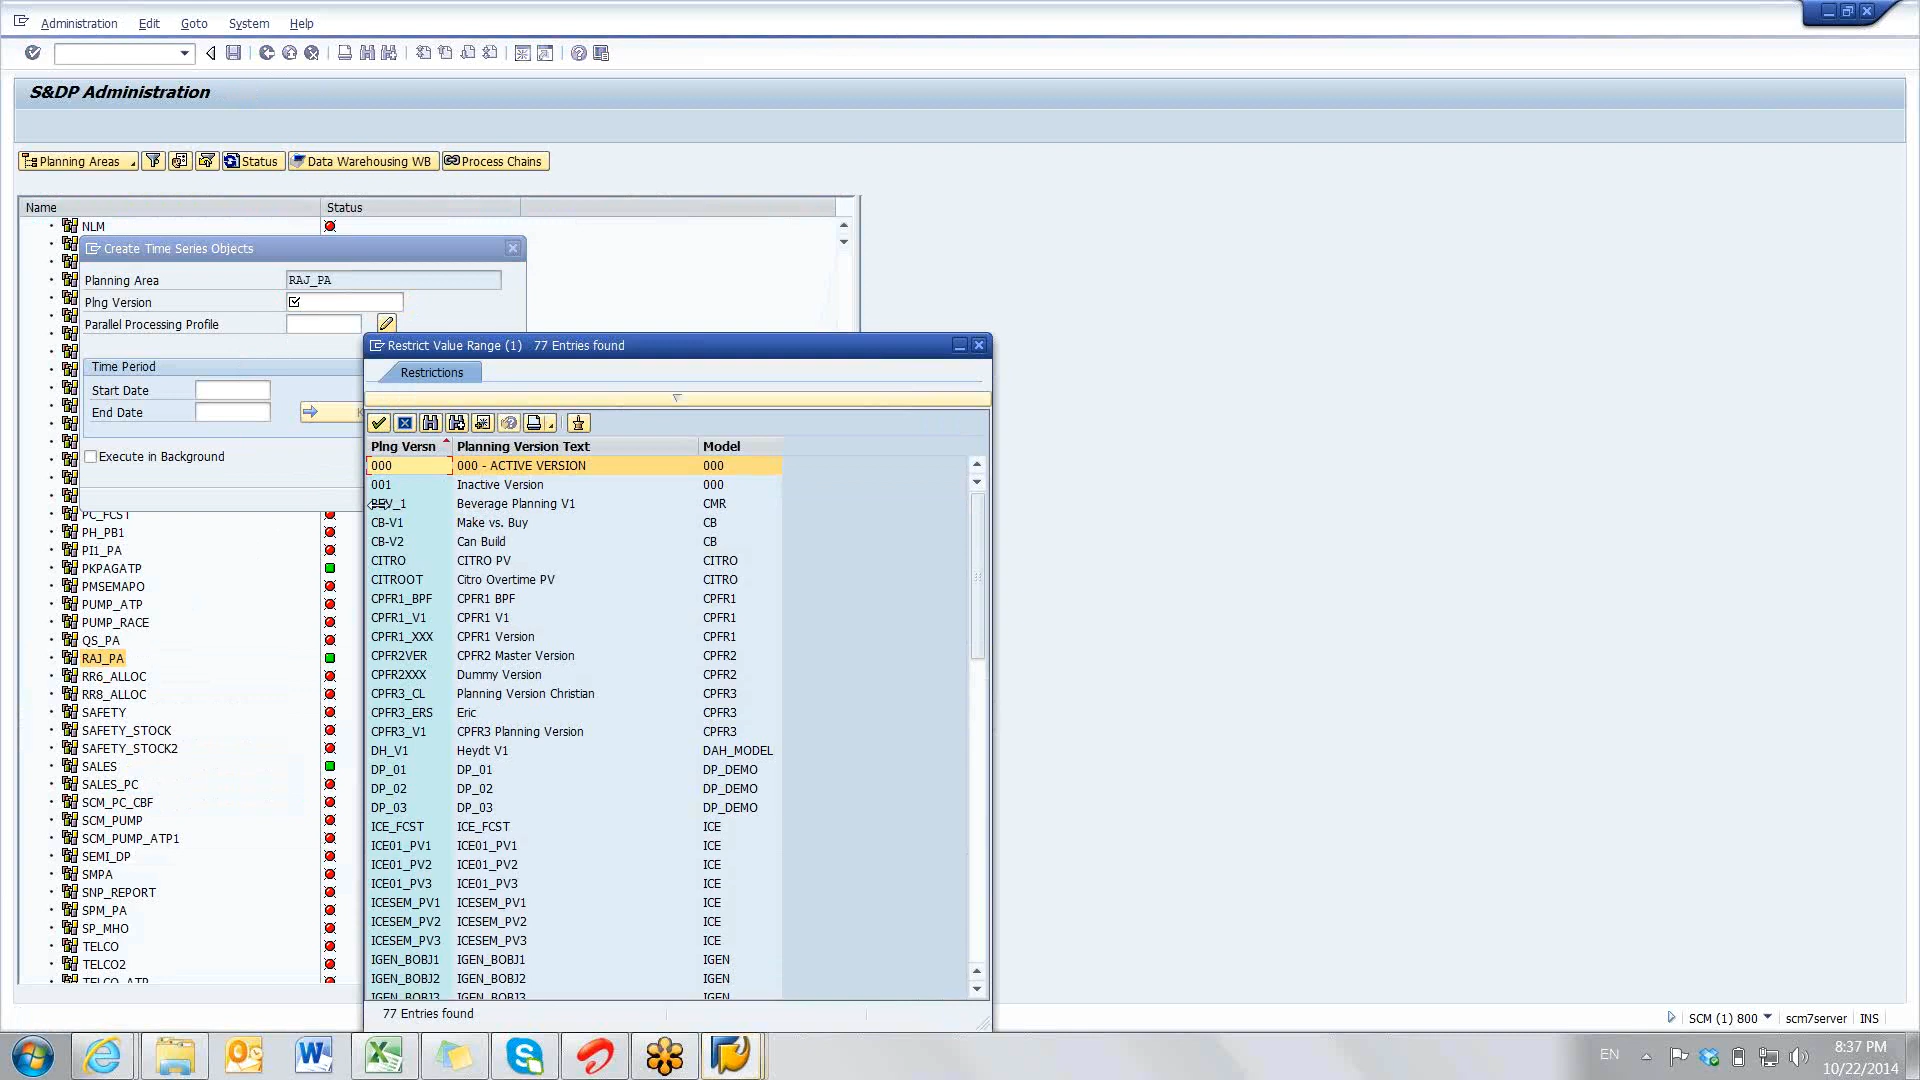 Administration Edit Goto System Help
S&DP Administration
Planning Areas Status Data Warehousing WB Process Chains
Name Status
NLM
Create Time Series Objects
Planning Area RAJ_PA
Plng Version
Parallel Processing Profile
Time Period
Start Date
End Date
Execute in Background
PC_FCST
PH_PB1
PI1_PA
PKPAGATP
PMSEMAPO
PUMP_ATP
PUMP_RACE
QS_PA
RAJ_PA
RR6_ALLOC
RR8_ALLOC
SAFETY
SAFETY_STOCK
SAFETY_STOCK2
SALES
SALES_PC
SCM_PC_CBF
SCM_PUMP
SCM_PUMP_ATP1
SEMI_DP
SMPA
SNP_REPORT
SPM_PA
SP_MHO
TELCO
TELCO2
TELCO_ATP
Restrict Value Range (1) 77 Entries found
Restrictions
Plng Versn Planning Version Text Model
000 000 - ACTIVE VERSION 000
001 Inactive Version 000
BEV_1 Beverage Planning V1 CMR
CB-V1 Make vs. Buy CB
CB-V2 Can Build CB
CITRO CITRO PV CITRO
CITROOT Citro Overtime PV CITRO
CPFR1_BPF CPFR1 BPF CPFR1
CPFR1_V1 CPFR1 V1 CPFR1
CPFR1_XXX CPFR1 Version CPFR1
CPFR2VER CPFR2 Master Version CPFR2
CPFR2XXX Dummy Version CPFR2
CPFR3_CL Planning Version Christian CPFR3
CPFR3_ERS Eric CPFR3
CPFR3_V1 CPFR3 Planning Version CPFR3
DH_V1 Heydt V1 DAH_MODEL
DP_01 DP_01 DP_DEMO
DP_02 DP_02 DP_DEMO
DP_03 DP_03 DP_DEMO
ICE_FCST ICE_FCST ICE
ICE01_PV1 ICE01_PV1 ICE
ICE01_PV2 ICE01_PV2 ICE
ICE01_PV3 ICE01_PV3 ICE
ICESEM_PV1 ICESEM_PV1 ICE
ICESEM_PV2 ICESEM_PV2 ICE
ICESEM_PV3 ICESEM_PV3 ICE
IGEN_BOBJ1 IGEN_BOBJ1 IGEN
IGEN_BOBJ2 IGEN_BOBJ2 IGEN
IGEN_BOBJ3 IGEN_BOBJ3 IGEN
77 Entries found
SCM (1) 800 scm7server INS
EN 8:37 PM
10/22/2014